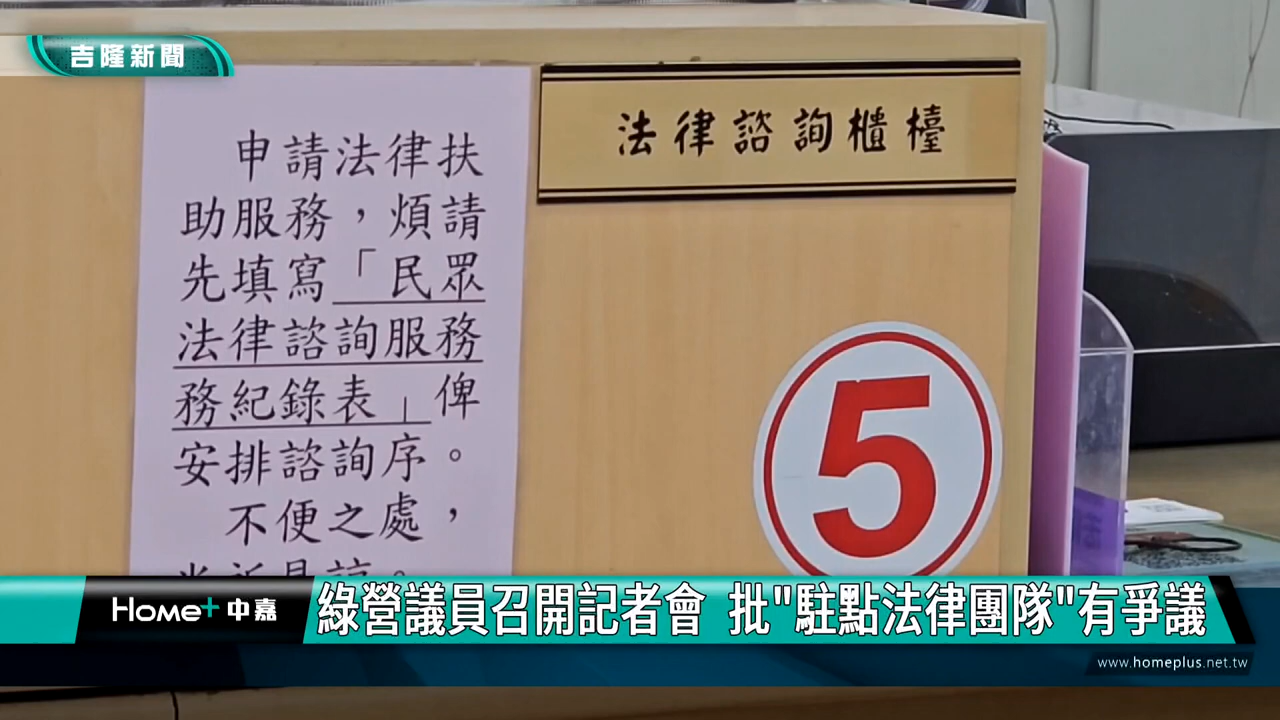 吉隆新聞
申請法律扶
助服務，煩請
先填寫「民眾
法律諮詢服務
務紀錄表」俾
安排諮詢序。
不便之處，
法律諮詢櫃檯
5
Home+中嘉
綠營議員召開記者會 批"駐點法律團隊"有爭議
www.homeplus.net.tw